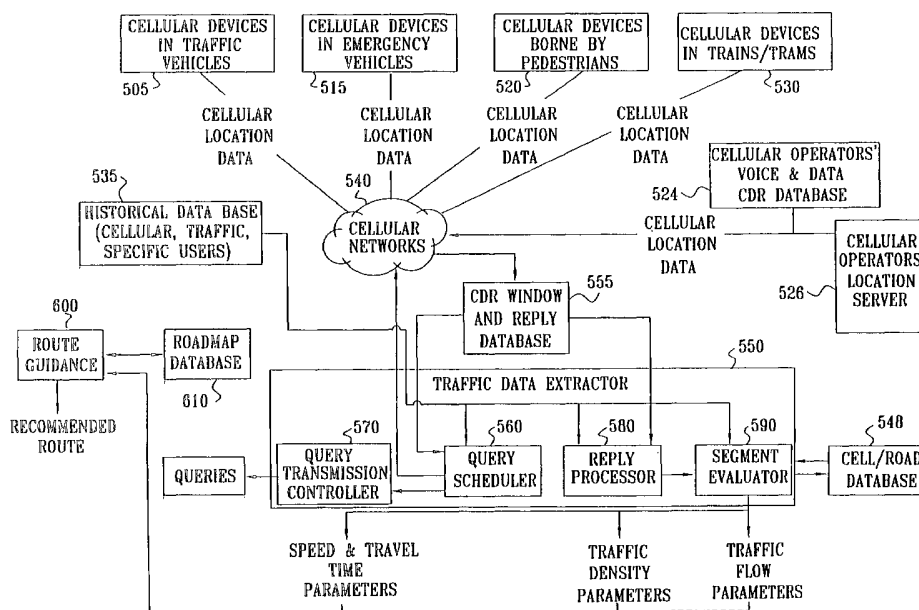 CELLULAR DEVICES
IN TRAFFIC
VEHICLES
505
CELLULAR DEVICES
IN EMERGENCY
VEHICLES
515
CELLULAR DEVICES
BORNE BY
PEDESTRIANS
520
CELLULAR DEVICES
IN TRAINS/TRAMS
530
CELLULAR
LOCATION
DATA
CELLULAR
LOCATION
DATA
CELLULAR
LOCATION
DATA
CELLULAR
LOCATION
DATA
535
HISTORICAL DATA BASE
(CELLULAR, TRAFFIC,
SPECIFIC USERS)
540
CELLULAR
NETWORKS
524
CELLULAR OPERATORS'
VOICE & DATA
CDR DATABASE
CELLULAR
LOCATION
DATA
CELLULAR
OPERATORS'
LOCATION
SERVER
526
CDR WINDOW
AND REPLY
DATABASE
555
600
ROUTE
GUIDANCE
ROADMAP
DATABASE
610
RECOMMENDED
ROUTE
550
TRAFFIC DATA EXTRACTOR
QUERIES
570
QUERY
TRANSMISSION
CONTROLLER
560
QUERY
SCHEDULER
580
REPLY
PROCESSOR
590
SEGMENT
EVALUATOR
548
CELL/ROAD
DATABASE
SPEED & TRAVEL
TIME
PARAMETERS
TRAFFIC
DENSITY
PARAMETERS
TRAFFIC
FLOW
PARAMETERS